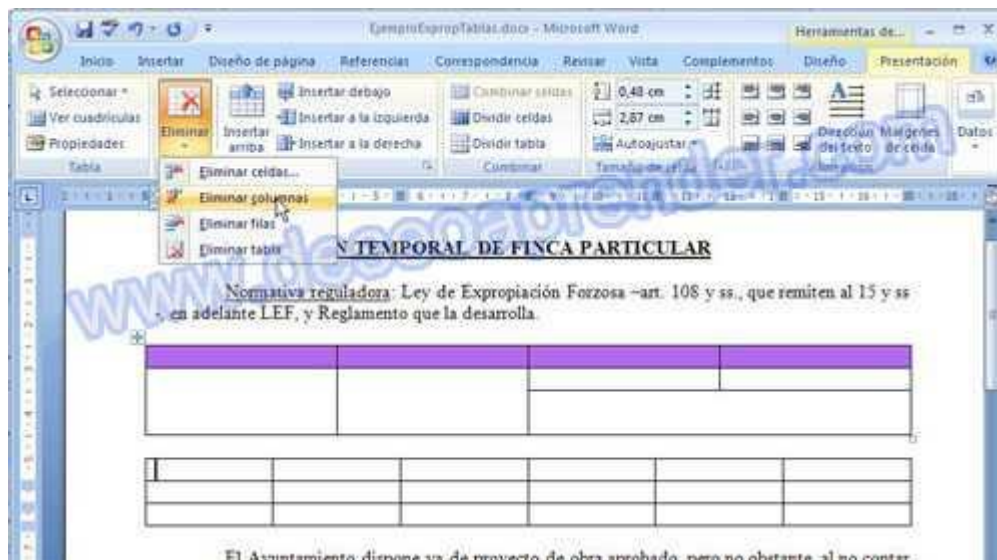 EjemploExpropTablas.docx - Microsoft Word
Herramientas de...
Inicio Insertar Diseño de página Referencias Correspondencia Revisar Vista Complementos Diseño Presentación
Seleccionar
Ver cuadrículas
Propiedades
Tabla
Eliminar
Insertar arriba
Insertar debajo
Insertar a la izquierda
Insertar a la derecha
Combinar celdas
Dividir celdas
Dividir tabla
Combinar
0,48 cm
2,87 cm
Autoajustar
Tamaño de celda
Dirección del texto
Márgenes de celda
Datos
Eliminar celdas...
Eliminar columnas
Eliminar filas
Eliminar tabla
www.deseoaprender.com
N TEMPORAL DE FINCA PARTICULAR
Normativa reguladora: Ley de Expropiación Forzosa –art. 108 y ss., que remiten al 15 y ss
-, en adelante LEF, y Reglamento que la desarrolla.
El Ayuntamiento dispone ya de proyecto de obra aprobado, pero no obstante, al no contar